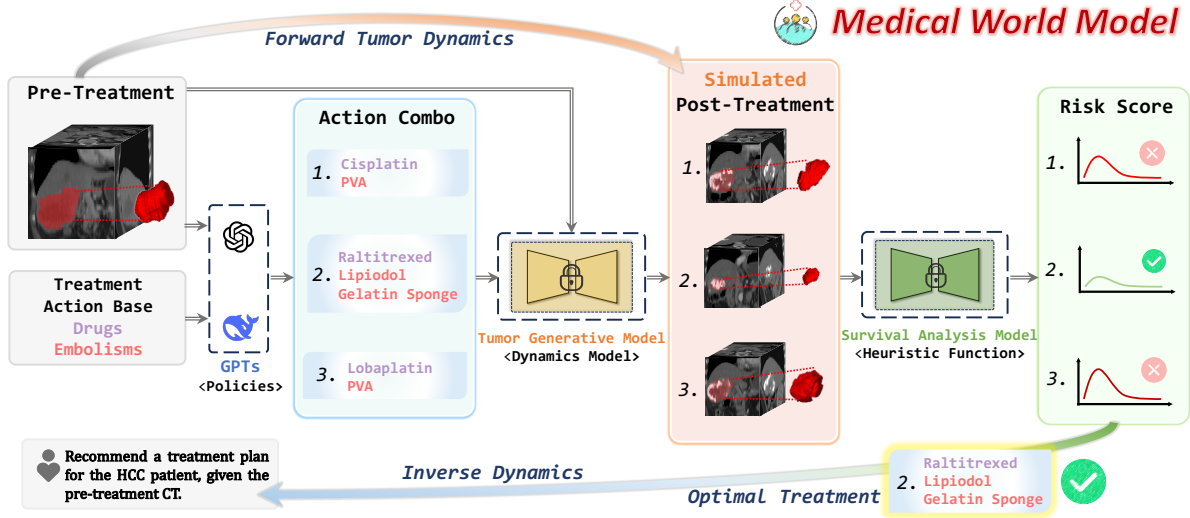 Medical World Model
Forward Tumor Dynamics
Pre-Treatment
Treatment
Action Base
Drugs
Embolisms
GPTs
<Policies>
Action Combo
1. Cisplatin
PVA
2. Raltitrexed
Lipiodol
Gelatin Sponge
3. Lobaplatin
PVA
Tumor Generative Model
<Dynamics Model>
Simulated
Post-Treatment
1.
2.
3.
Survival Analysis Model
<Heuristic Function>
Risk Score
1.
2.
3.
Recommend a treatment plan
for the HCC patient, given the
pre-treatment CT.
Inverse Dynamics
Optimal Treatment
2. Raltitrexed
Lipiodol
Gelatin Sponge